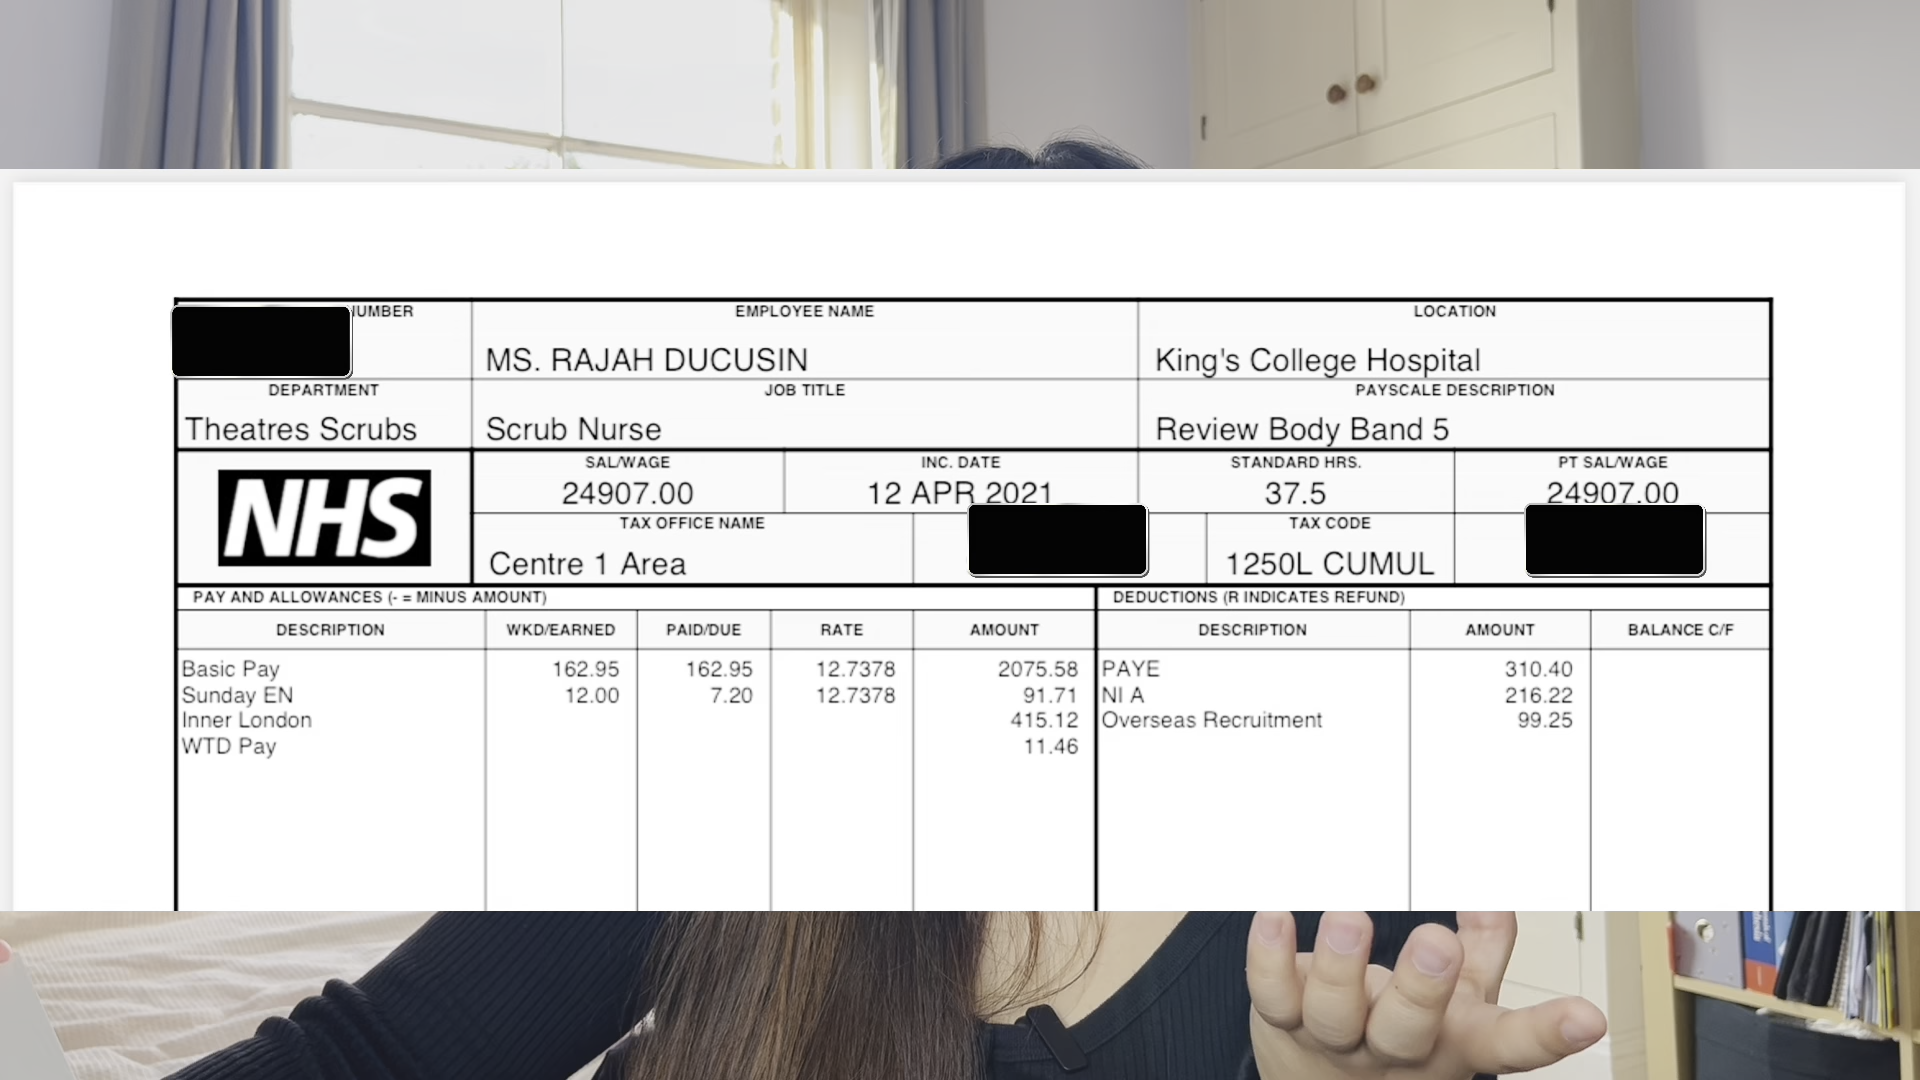 NUMBER EMPLOYEE NAME LOCATION
MS. RAJAH DUCUSIN King's College Hospital
DEPARTMENT JOB TITLE PAYSCALE DESCRIPTION
Theatres Scrubs Scrub Nurse Review Body Band 5
SAL/WAGE INC. DATE STANDARD HRS. PT SAL/WAGE
NHS 24907.00 12 APR 2021 37.5 24907.00
TAX OFFICE NAME TAX CODE
Centre 1 Area 1250L CUMUL
PAY AND ALLOWANCES (- = MINUS AMOUNT) DEDUCTIONS (R INDICATES REFUND)
DESCRIPTION WKD/EARNED PAID/DUE RATE AMOUNT DESCRIPTION AMOUNT BALANCE C/F
Basic Pay 162.95 162.95 12.7378 2075.58 PAYE 310.40
Sunday EN 12.00 7.20 12.7378 91.71 NI A 216.22
Inner London 415.12 Overseas Recruitment 99.25
WTD Pay 11.46